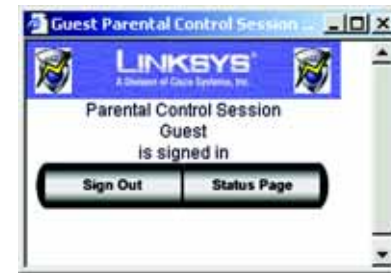 Guest Parental Control Session ...
LINKSYS®
A Division of Cisco Systems, Inc.
Parental Control Session
Guest
is signed in
Sign Out
Status Page